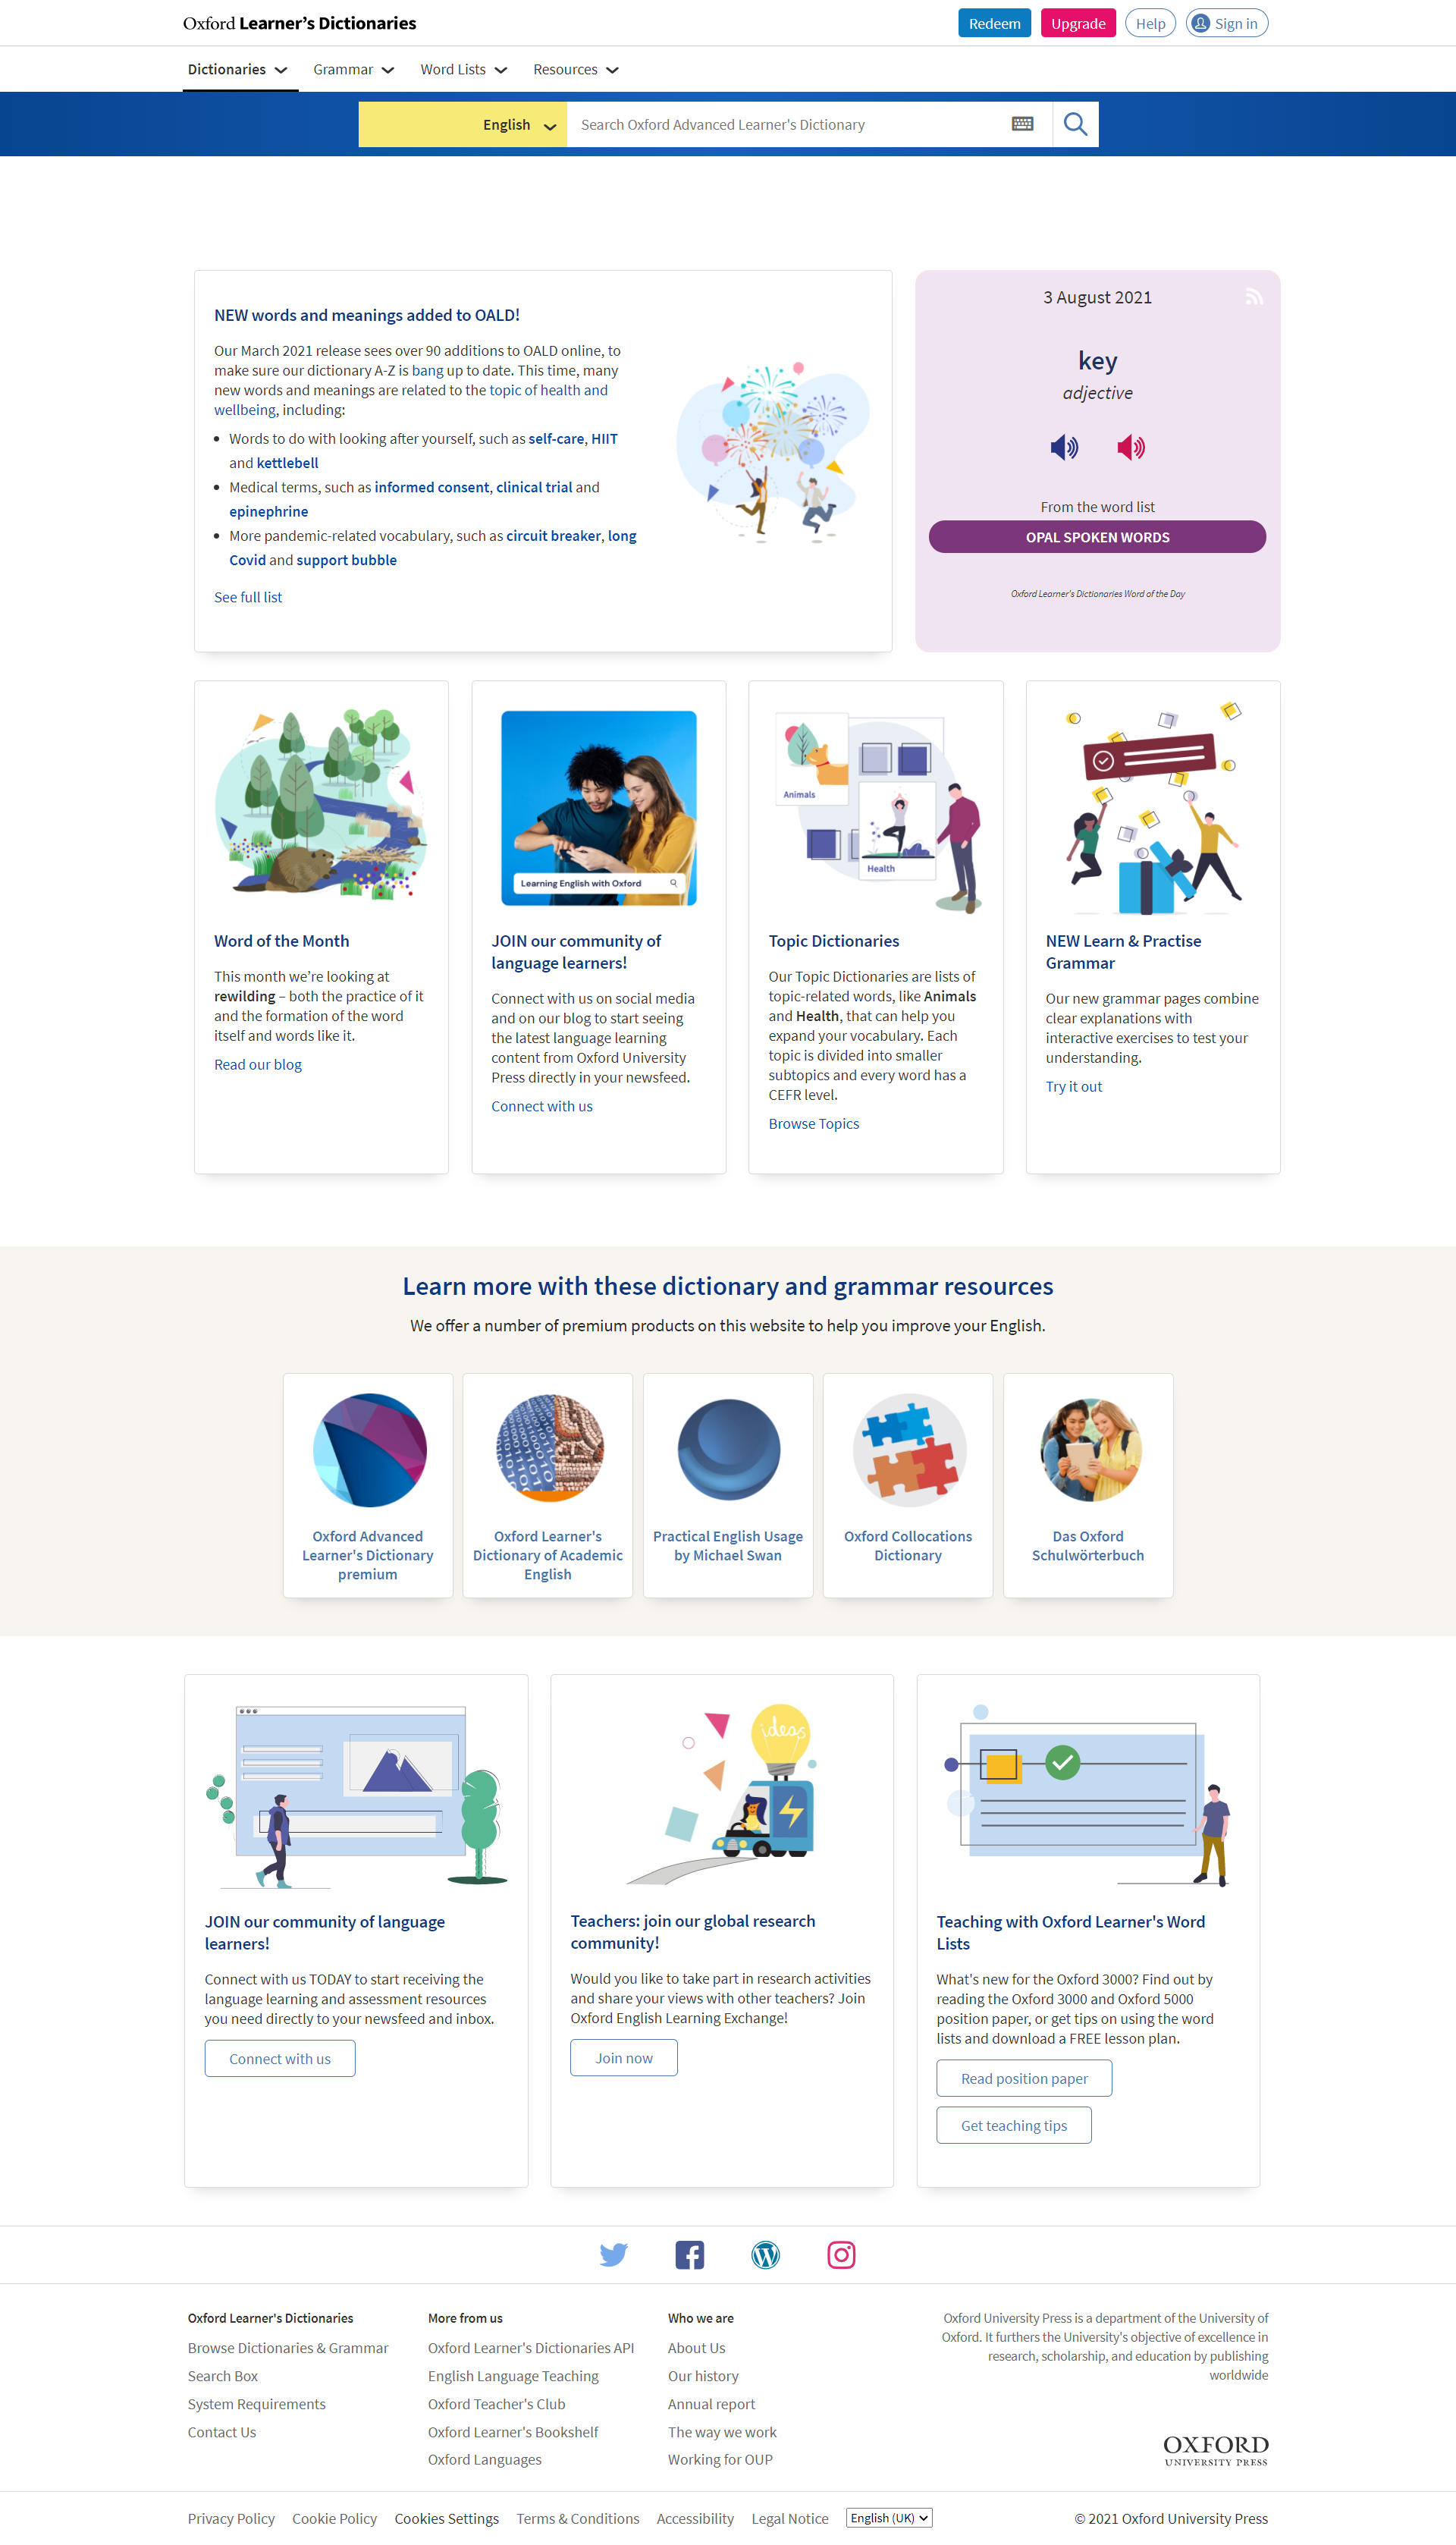 Oxford Learner's Dictionaries
Redeem
Upgrade
Help
Sign in
Dictionaries
Grammar
Word Lists
Resources
English
Search Oxford Advanced Learner's Dictionary
NEW words and meanings added to OALD!
Our March 2021 release sees over 90 additions to OALD online, to
make sure our dictionary A-Z is bang up to date. This time, many
new words and meanings are related to the topic of health and
wellbeing, including:
Words to do with looking after yourself, such as self-care, HIIT
and kettlebell
Medical terms, such as informed consent, clinical trial and
epinephrine
More pandemic-related vocabulary, such as circuit breaker, long
Covid and support bubble
See full list
3 August 2021
key
adjective
From the word list
OPAL SPOKEN WORDS
Oxford Learner's Dictionaries Word of the Day
Word of the Month
This month we're looking at
rewilding – both the practice of it
and the formation of the word
itself and words like it.
Read our blog
Learning English with Oxford
JOIN our community of
language learners!
Connect with us on social media
and on our blog to start seeing
the latest language learning
content from Oxford University
Press directly in your newsfeed.
Connect with us
Animals
Health
Topic Dictionaries
Our Topic Dictionaries are lists of
topic-related words, like Animals
and Health, that can help you
expand your vocabulary. Each
topic is divided into smaller
subtopics and every word has a
CEFR level.
Browse Topics
NEW Learn & Practise
Grammar
Our new grammar pages combine
clear explanations with
interactive exercises to test your
understanding.
Try it out
Learn more with these dictionary and grammar resources
We offer a number of premium products on this website to help you improve your English.
Oxford Advanced
Learner's Dictionary
premium
Oxford Learner's
Dictionary of Academic
English
Practical English Usage
by Michael Swan
Oxford Collocations
Dictionary
Das Oxford
Schulwörterbuch
JOIN our community of language
learners!
Connect with us TODAY to start receiving the
language learning and assessment resources
you need directly to your newsfeed and inbox.
Connect with us
ideas
Teachers: join our global research
community!
Would you like to take part in research activities
and share your views with other teachers? Join
Oxford English Learning Exchange!
Join now
Teaching with Oxford Learner's Word
Lists
What's new for the Oxford 3000? Find out by
reading the Oxford 3000 and Oxford 5000
position paper, or get tips on using the word
lists and download a FREE lesson plan.
Read position paper
Get teaching tips
Oxford Learner's Dictionaries
Browse Dictionaries & Grammar
Search Box
System Requirements
Contact Us
More from us
Oxford Learner's Dictionaries API
English Language Teaching
Oxford Teacher's Club
Oxford Learner's Bookshelf
Oxford Languages
Who we are
About Us
Our history
Annual report
The way we work
Working for OUP
Oxford University Press is a department of the University of
Oxford. It furthers the University's objective of excellence in
research, scholarship, and education by publishing
worldwide
OXFORD
UNIVERSITY PRESS
Privacy Policy
Cookie Policy
Cookies Settings
Terms & Conditions
Accessibility
Legal Notice
English (UK)
© 2021 Oxford University Press